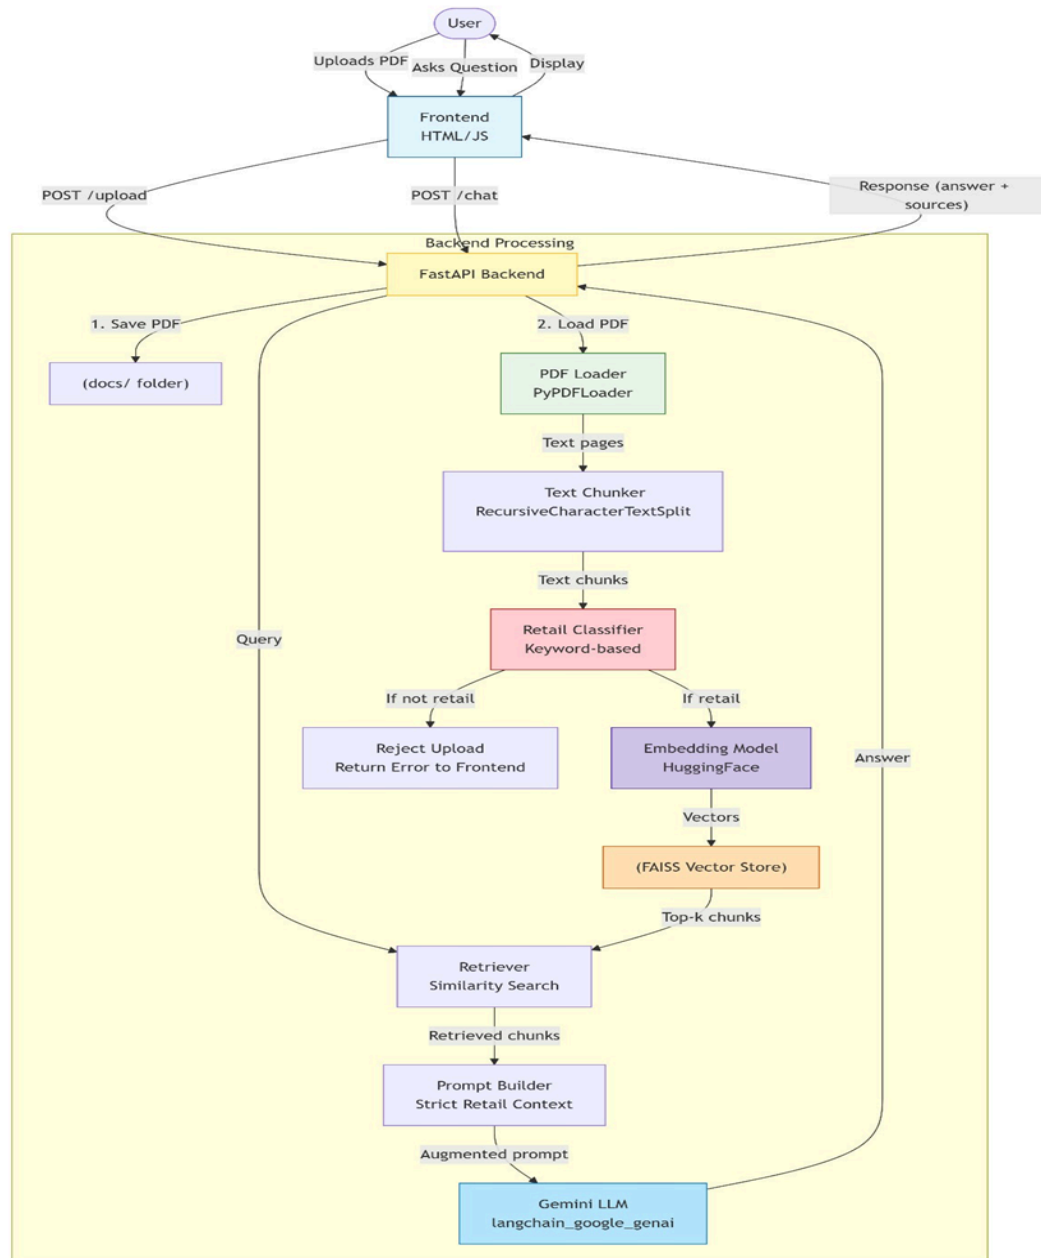 User
Uploads PDF
Asks Question
Display
Frontend
HTML/JS
POST /upload
POST /chat
Response (answer +
sources)
Backend Processing
FastAPI Backend
1. Save PDF
2. Load PDF
(docs/ folder)
PDF Loader
PyPDFLoader
Text pages
Text Chunker
RecursiveCharacterTextSplit
Text chunks
Retail Classifier
Keyword-based
Query
If not retail
If retail
Reject Upload
Return Error to Frontend
Embedding Model
HuggingFace
Answer
Vectors
(FAISS Vector Store)
Top-k chunks
Retriever
Similarity Search
Retrieved chunks
Prompt Builder
Strict Retail Context
Augmented prompt
Gemini LLM
langchain_google_genai